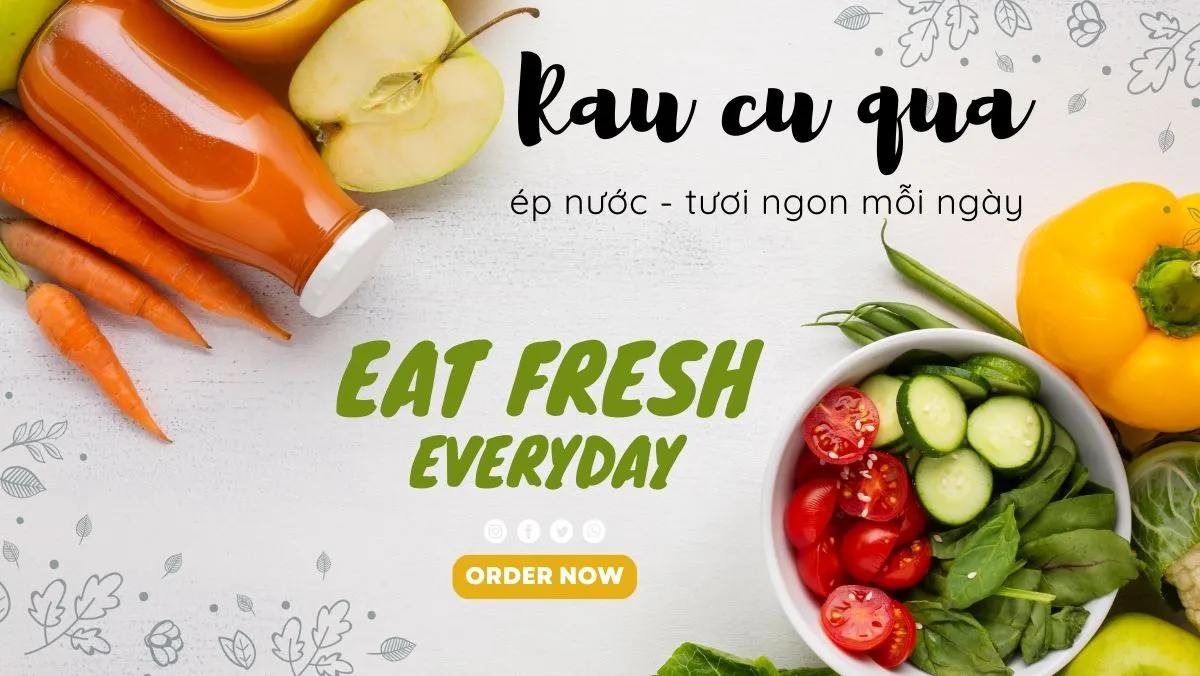 Rau cu qua
ép nước - tươi ngon mỗi ngày
EAT FRESH
EVERYDAY
ORDER NOW